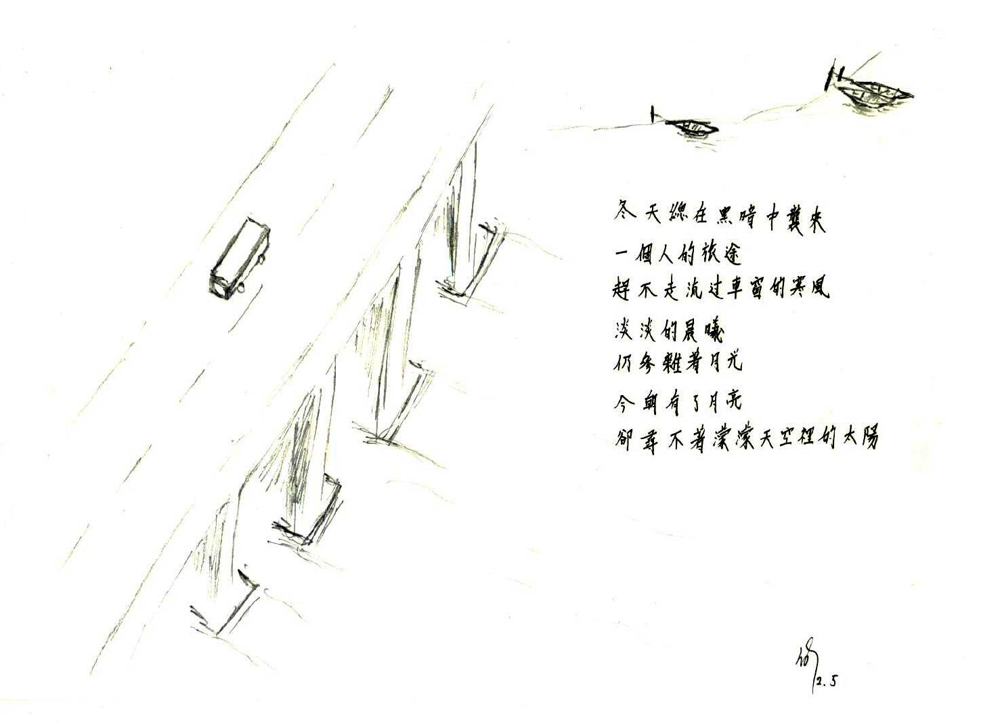 冬天總在黑暗中襲來
一個人的旅途
趕不走流过車窗的寒風
淡淡的晨曦
仍參雜著月光
今朝有了月亮
卻尋不著濛濛天空裡的太陽
2.5